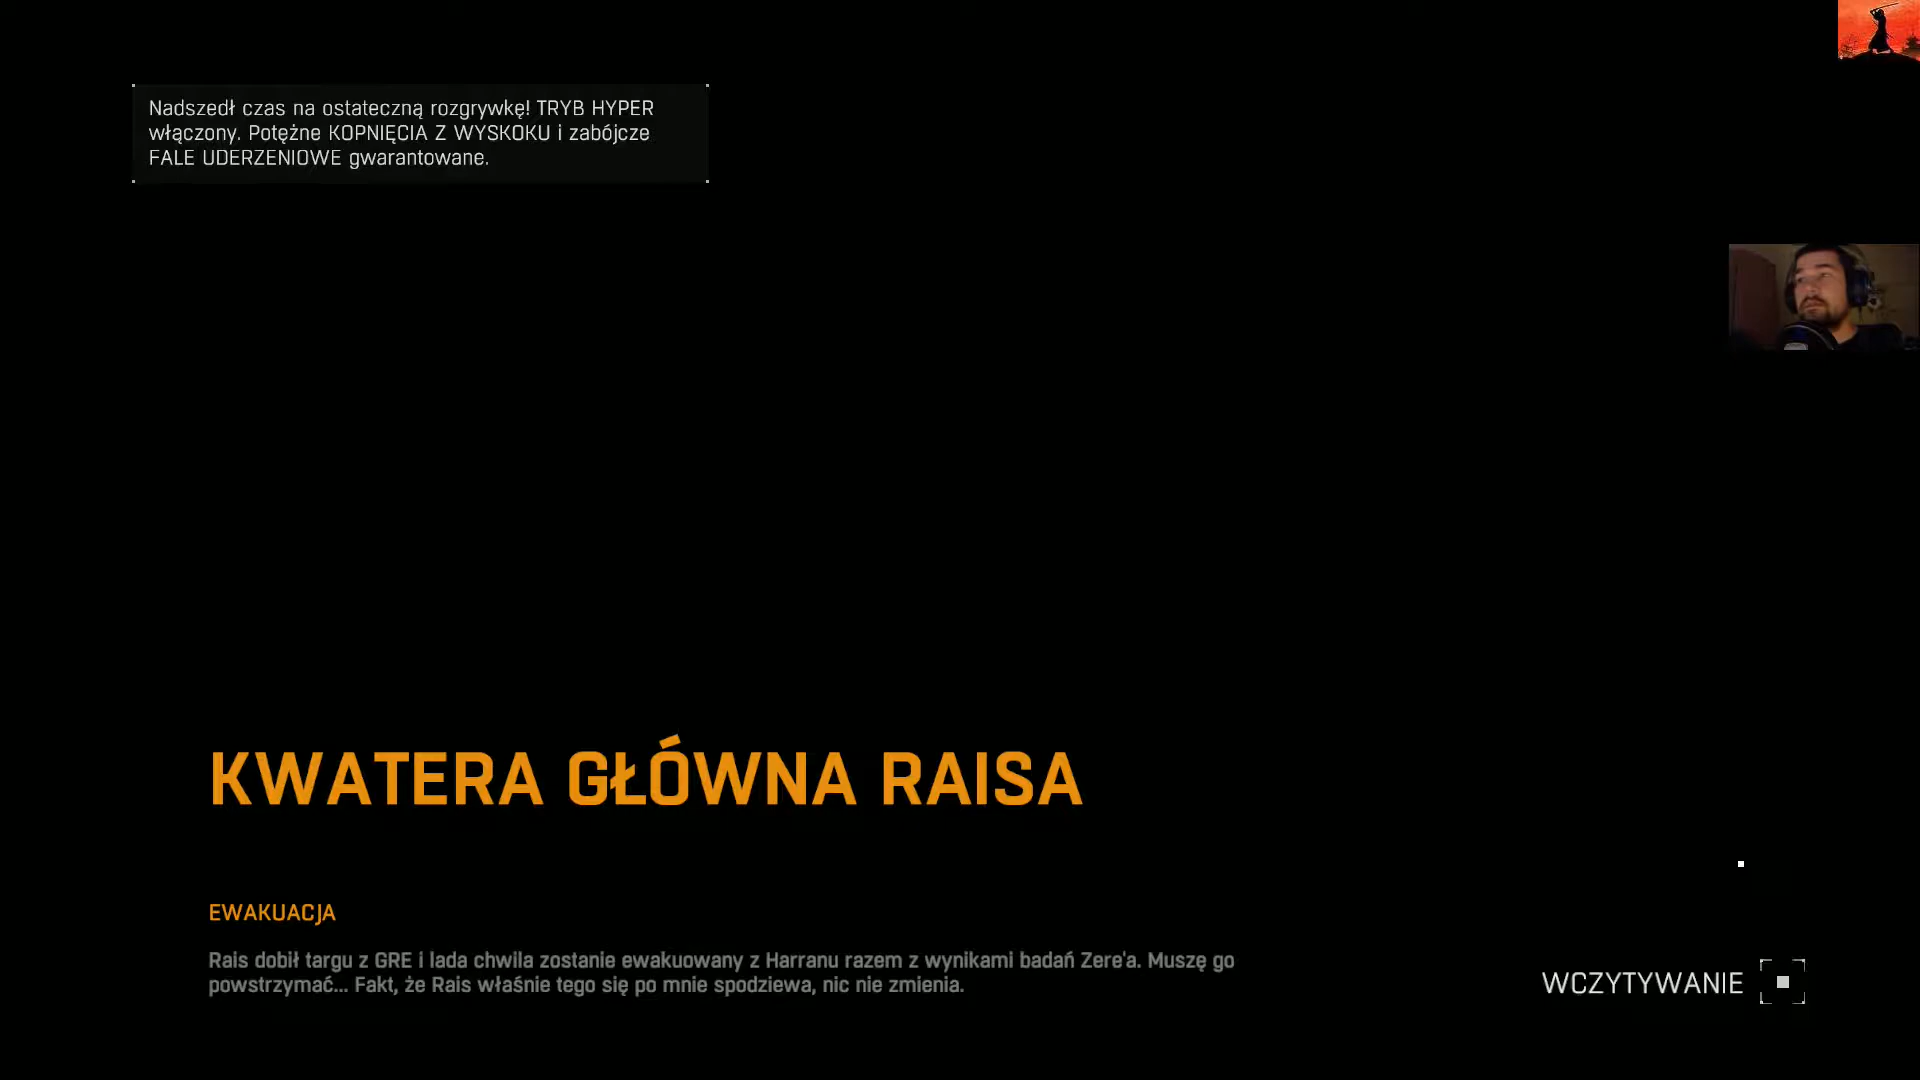 Nadszedł czas na ostateczną rozgrywkę! TRYB HYPER
włączony. Potężne KOPNIĘCIA Z WYSKOKU i zabójcze
FALE UDERZENIOWE gwarantowane.
KWATERA GŁÓWNA RAISA
EWAKUACJA
Rais dobił targu z GRE i lada chwila zostanie ewakuowany z Harranu razem z wynikami badań Zere'a. Muszę go
powstrzymać... Fakt, że Rais właśnie tego się po mnie spodziewa, nic nie zmienia.
WCZYTYWANIE